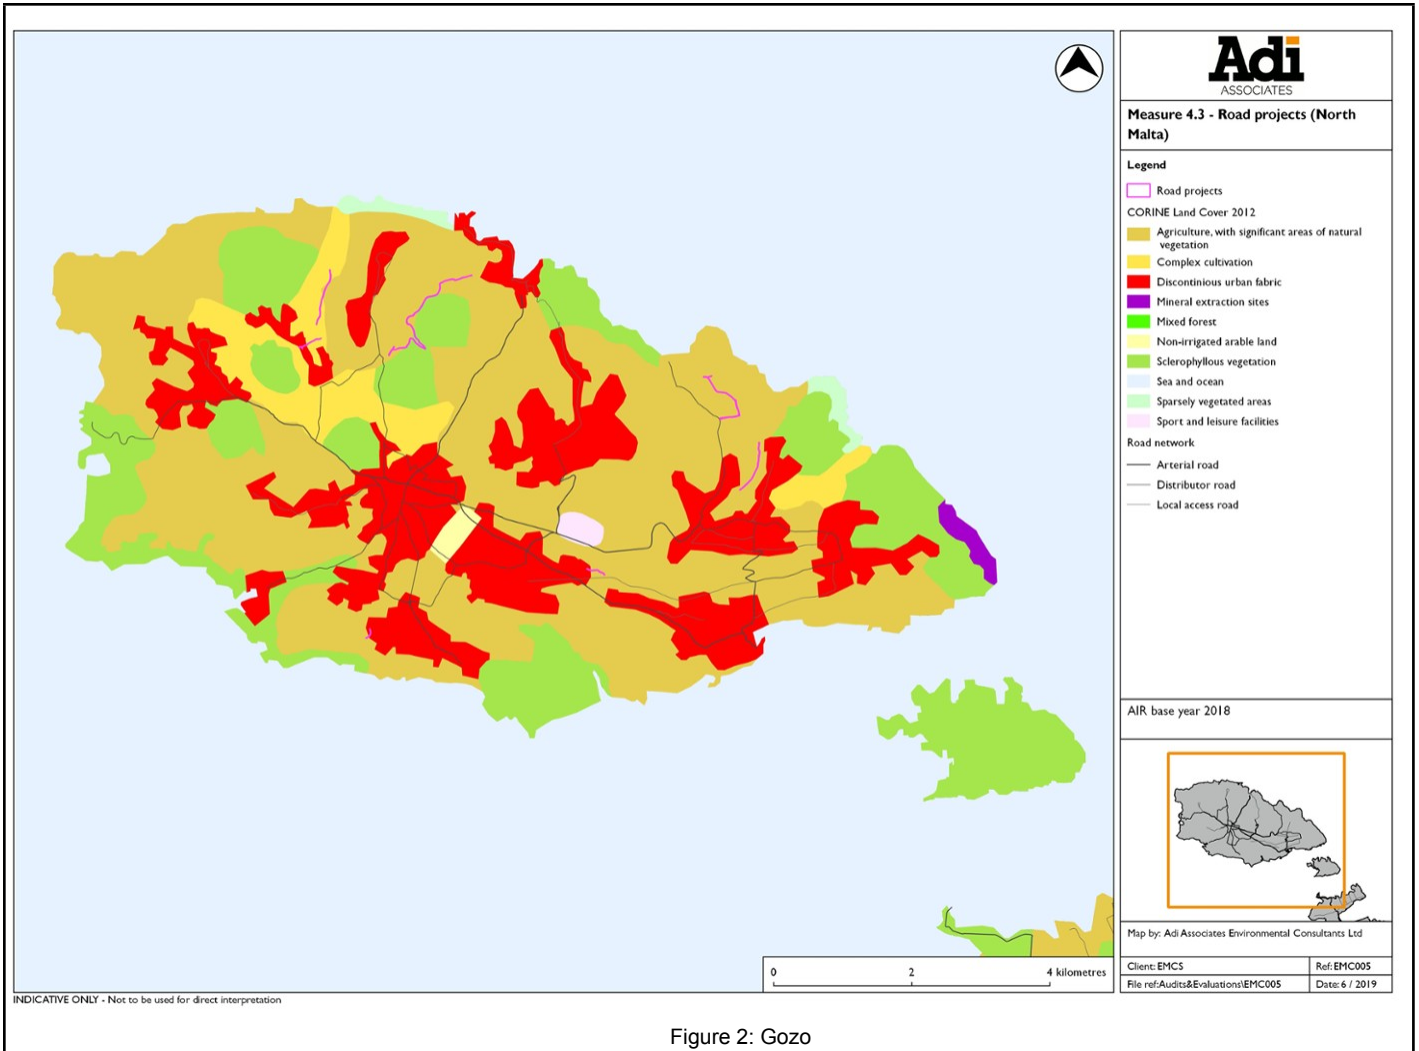 Adi
ASSOCIATES
Measure 4.3 - Road projects (North
Malta)
Legend
Road projects
CORINE Land Cover 2012
Agriculture, with significant areas of natural
vegetation
Complex cultivation
Discontinious urban fabric
Mineral extraction sites
Mixed forest
Non-irrigated arable land
Sclerophyllous vegetation
Sea and ocean
Sparsely vegetated areas
Sport and leisure facilities
Road network
Arterial road
Distributor road
Local access road
AIR base year 2018
Map by: Adi Associates Environmental Consultants Ltd
Client: EMCS
Ref: EMC005
File ref:Audits&Evaluations\EMC005
Date: 6 / 2019
0 2 4 kilometres
INDICATIVE ONLY - Not to be used for direct interpretation
Figure 2: Gozo